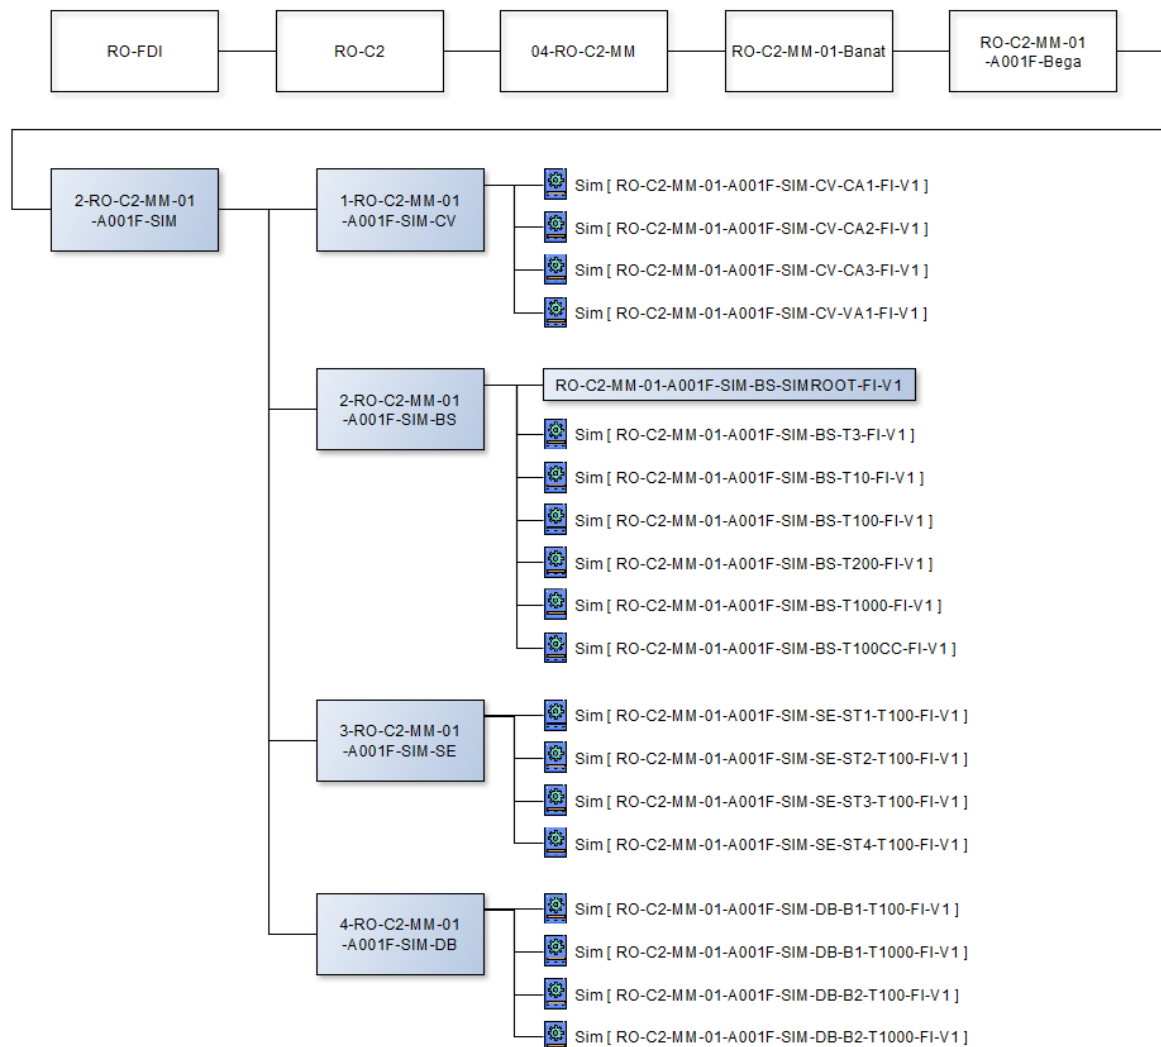 RO-FDI
RO-C2
04-RO-C2-MM
RO-C2-MM-01-Banat
RO-C2-MM-01
-A001F-Bega
2-RO-C2-MM-01
-A001F-SIM
1-RO-C2-MM-01
-A001F-SIM-CV
Sim [ RO-C2-MM-01-A001F-SIM-CV-CA1-FI-V1 ]
Sim [ RO-C2-MM-01-A001F-SIM-CV-CA2-FI-V1 ]
Sim [ RO-C2-MM-01-A001F-SIM-CV-CA3-FI-V1 ]
Sim [ RO-C2-MM-01-A001F-SIM-CV-VA1-FI-V1 ]
2-RO-C2-MM-01
-A001F-SIM-BS
RO-C2-MM-01-A001F-SIM-BS-SIMROOT-FI-V1
Sim [ RO-C2-MM-01-A001F-SIM-BS-T3-FI-V1 ]
Sim [ RO-C2-MM-01-A001F-SIM-BS-T10-FI-V1 ]
Sim [ RO-C2-MM-01-A001F-SIM-BS-T100-FI-V1 ]
Sim [ RO-C2-MM-01-A001F-SIM-BS-T200-FI-V1 ]
Sim [ RO-C2-MM-01-A001F-SIM-BS-T1000-FI-V1 ]
Sim [ RO-C2-MM-01-A001F-SIM-BS-T100CC-FI-V1 ]
3-RO-C2-MM-01
-A001F-SIM-SE
Sim [ RO-C2-MM-01-A001F-SIM-SE-ST1-T100-FI-V1 ]
Sim [ RO-C2-MM-01-A001F-SIM-SE-ST2-T100-FI-V1 ]
Sim [ RO-C2-MM-01-A001F-SIM-SE-ST3-T100-FI-V1 ]
Sim [ RO-C2-MM-01-A001F-SIM-SE-ST4-T100-FI-V1 ]
4-RO-C2-MM-01
-A001F-SIM-DB
Sim [ RO-C2-MM-01-A001F-SIM-DB-B1-T100-FI-V1 ]
Sim [ RO-C2-MM-01-A001F-SIM-DB-B1-T1000-FI-V1 ]
Sim [ RO-C2-MM-01-A001F-SIM-DB-B2-T100-FI-V1 ]
Sim [ RO-C2-MM-01-A001F-SIM-DB-B2-T1000-FI-V1 ]